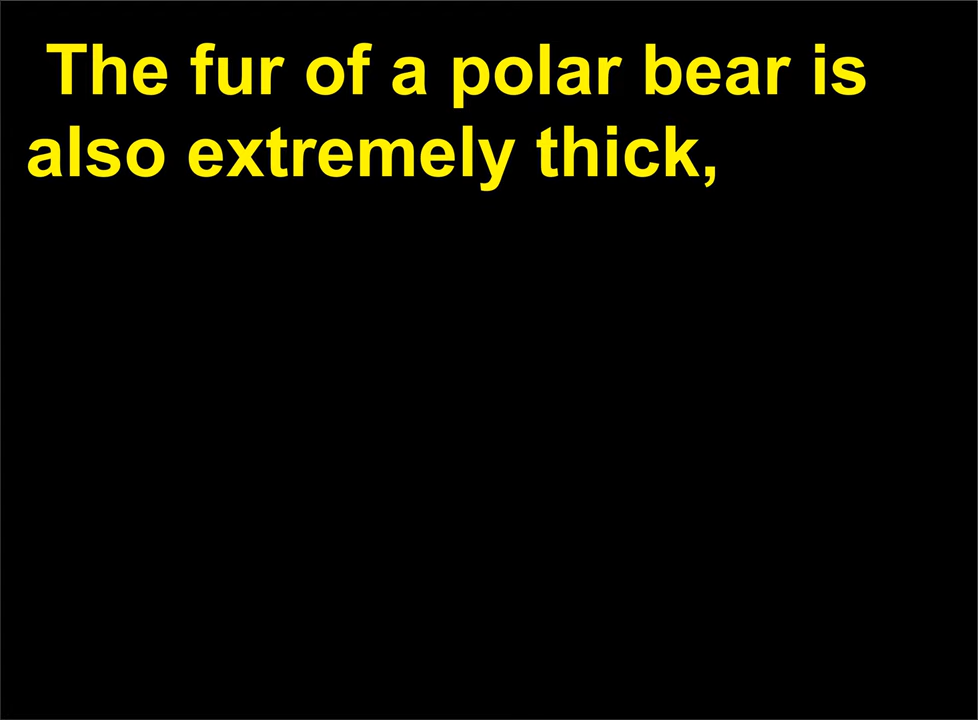 The fur of a polar bear is
also extremely thick,